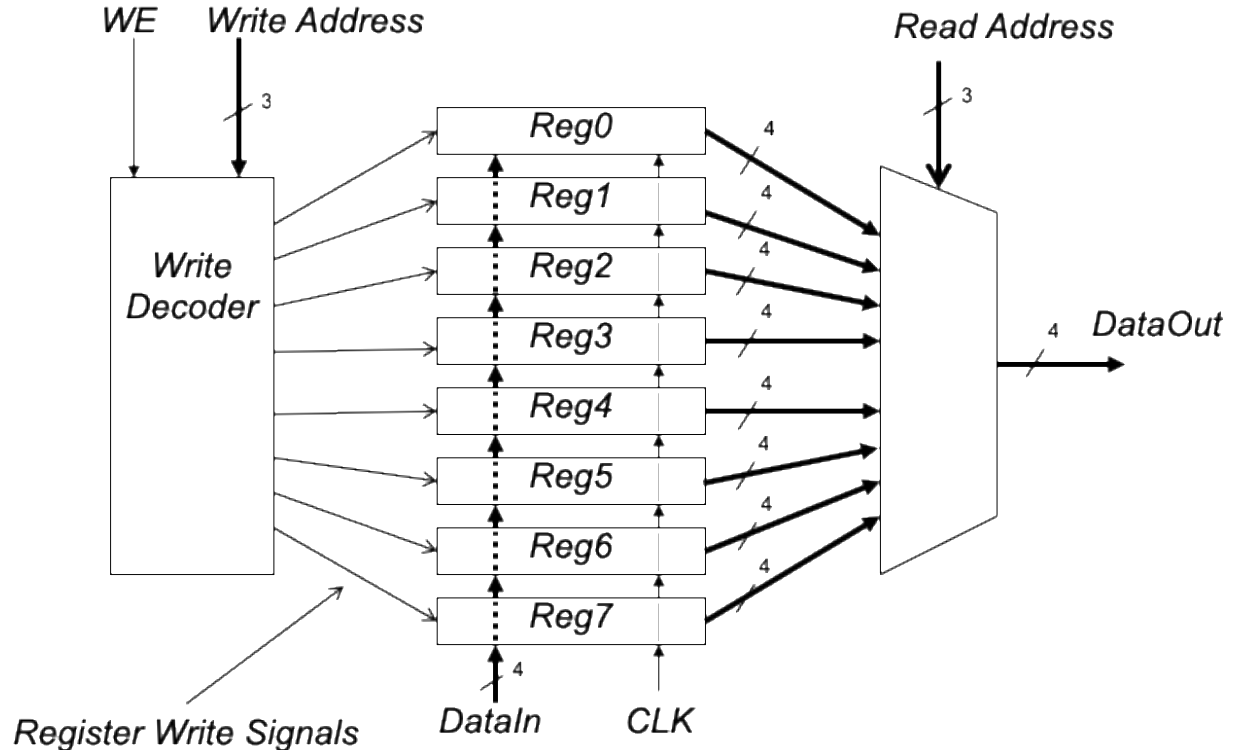 WE
Write Address
Read Address
3
3
Reg0
4
Reg1
4
Write
Decoder
Reg2
4
Reg3
4
4
DataOut
Reg4
4
Reg5
4
Reg6
4
Reg7
4
4
Register Write Signals
DataIn
CLK